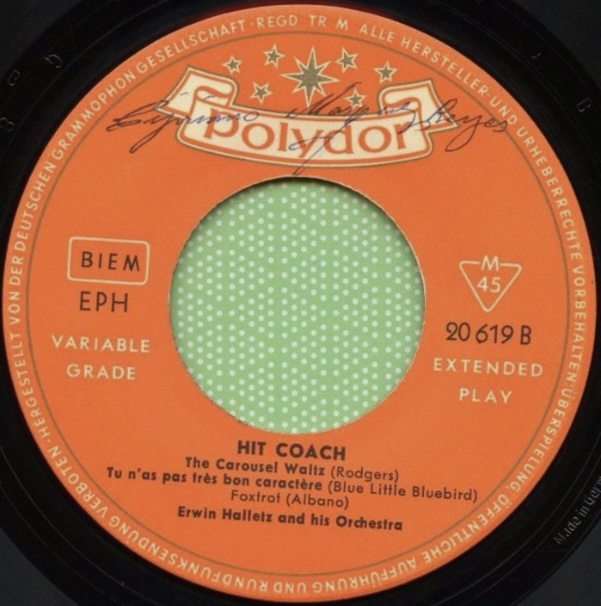 HERGESTELLT VON DER DEUTSCHEN GRAMMOPHON GESELLSCHAFT · REGD TR M ALLE HERSTELLER- UND URHEBERRECHTE VORBEHALTEN · ÜBERSPIELUNG ÖFFENTLICHE AUFFÜHRUNG UND RUNDFUNKSENDUNG VERBOTEN ·
Polydor
Reyes
BIEM
EPH
VARIABLE
GRADE
M
45
20 619 B
EXTENDED
PLAY
HIT COACH
The Carousel Waltz (Rodgers)
Tu n'as pas très bon caractère (Blue Little Bluebird)
Foxtrot (Albano)
Erwin Halletz and his Orchestra
Made in